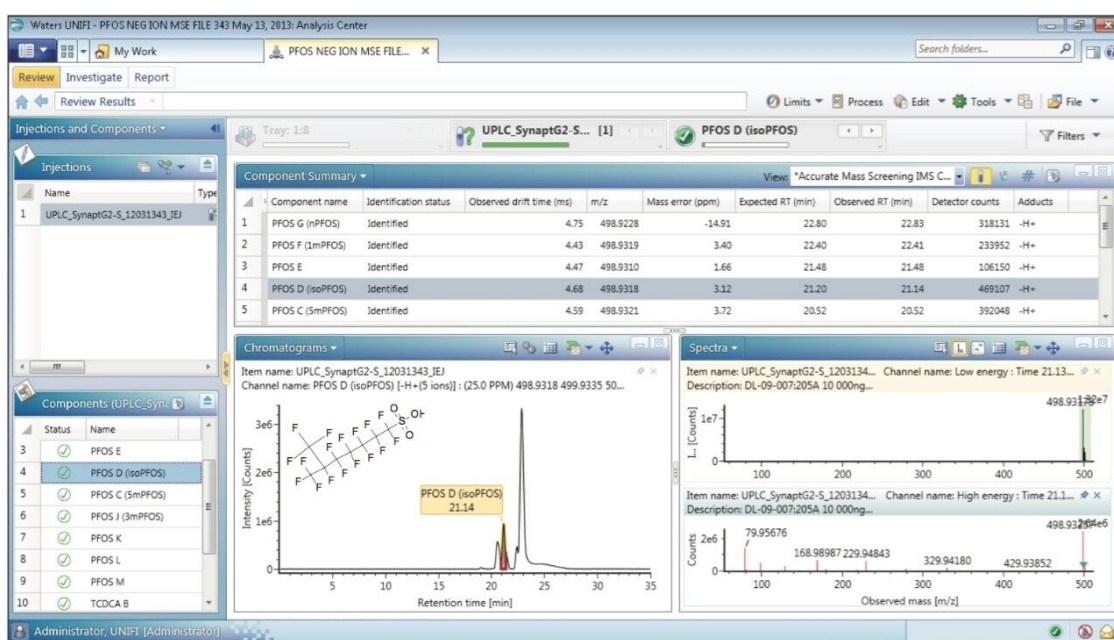 Waters UNIFI - PFOS NEG ION MSE FILE 343 May 13, 2013: Analysis Center
My Work
PFOS NEG ION MSE FILE... ×
Search folders...
Review Investigate Report
Review Results
Limits Process Edit Tools File
Injections and Components
Tray: 1:8
UPLC_SynaptG2-S... [1]
PFOS D (isoPFOS)
Filters
Injections
Name Type
1 UPLC_SynaptG2-S_12031343_IEJ
Component Summary
View: *Accurate Mass Screening IMS C...
Component name Identification status Observed drift time (ms) m/z Mass error (ppm) Expected RT (min) Observed RT (min) Detector counts Adducts
1 PFOS G (nPFOS) Identified 4.75 498.9228 -14.91 22.80 22.83 318131 -H+
2 PFOS F (1mPFOS) Identified 4.43 498.9319 3.40 22.40 22.41 233952 -H+
3 PFOS E Identified 4.47 498.9310 1.66 21.48 21.48 106150 -H+
4 PFOS D (isoPFOS) Identified 4.68 498.9318 3.12 21.20 21.14 469107 -H+
5 PFOS C (5mPFOS) Identified 4.59 498.9321 3.72 20.52 20.52 392048 -H+
Components (UPLC_Syn
Status Name
3 PFOS E
4 PFOS D (isoPFOS)
5 PFOS C (5mPFOS)
6 PFOS J (3mPFOS)
7 PFOS K
8 PFOS L
9 PFOS M
10 TCDCA B
Chromatograms
Item name: UPLC_SynaptG2-S_12031343_IEJ
Channel name: PFOS D (isoPFOS) [-H+(5 ions)] : (25.0 PPM) 498.9318 499.9335 50...
Intensity [Counts]
3e6
2e6
1e6
0
F F F F F F F F F F F F F F F F F O S OH O
PFOS D (isoPFOS)
21.14
5 10 15 20 25 30 35
Retention time [min]
Spectra
Item name: UPLC_SynaptG2-S_1203134... Channel name: Low energy : Time 21.13...
Description: DL-09-007:205A 10 000ng...
I... [Counts]
1e7
0
100 200 300 400 500
Item name: UPLC_SynaptG2-S_1203134... Channel name: High energy : Time 21.1...
Description: DL-09-007:205A 10 000ng...
Counts
2e6
0
79.95676
168.98987
229.94843
329.94180
429.93852
100 200 300 400 500
Observed mass [m/z]
Administrator, UNIFI [Administrator]